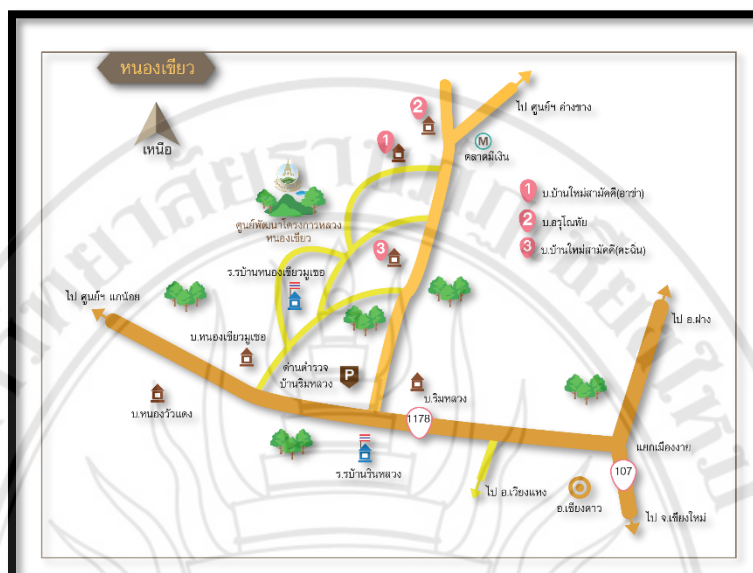 หนองเขียว
เหนือ
ไป ศูนย์ฯ อ่างขาง
2
1
M
ตลาดมีเงิน
1 บ.บ้านใหม่สามัคคี(อาข่า)
2 บ.อรุโณทัย
3 บ.บ้านใหม่สามัคคี(คะฉิ่น)
ศูนย์พัฒนาโครงการหลวง
หนองเขียว
3
ร.รบ้านหนองเขียวมูเซอ
ไป ศูนย์ฯ แกน้อย
ไป อ.ฝาง
บ.หนองเขียวมูเซอ
ด่านตำรวจ
บ้านริมหลวง
P
บ.ริมหลวง
บ.หนองวัวแดง
1178
แยกเมืองงาย
ร.รบ้านรินหลวง
107
ไป อ.เวียงแหง
อ.เชียงดาว
ไป จ.เชียงใหม่